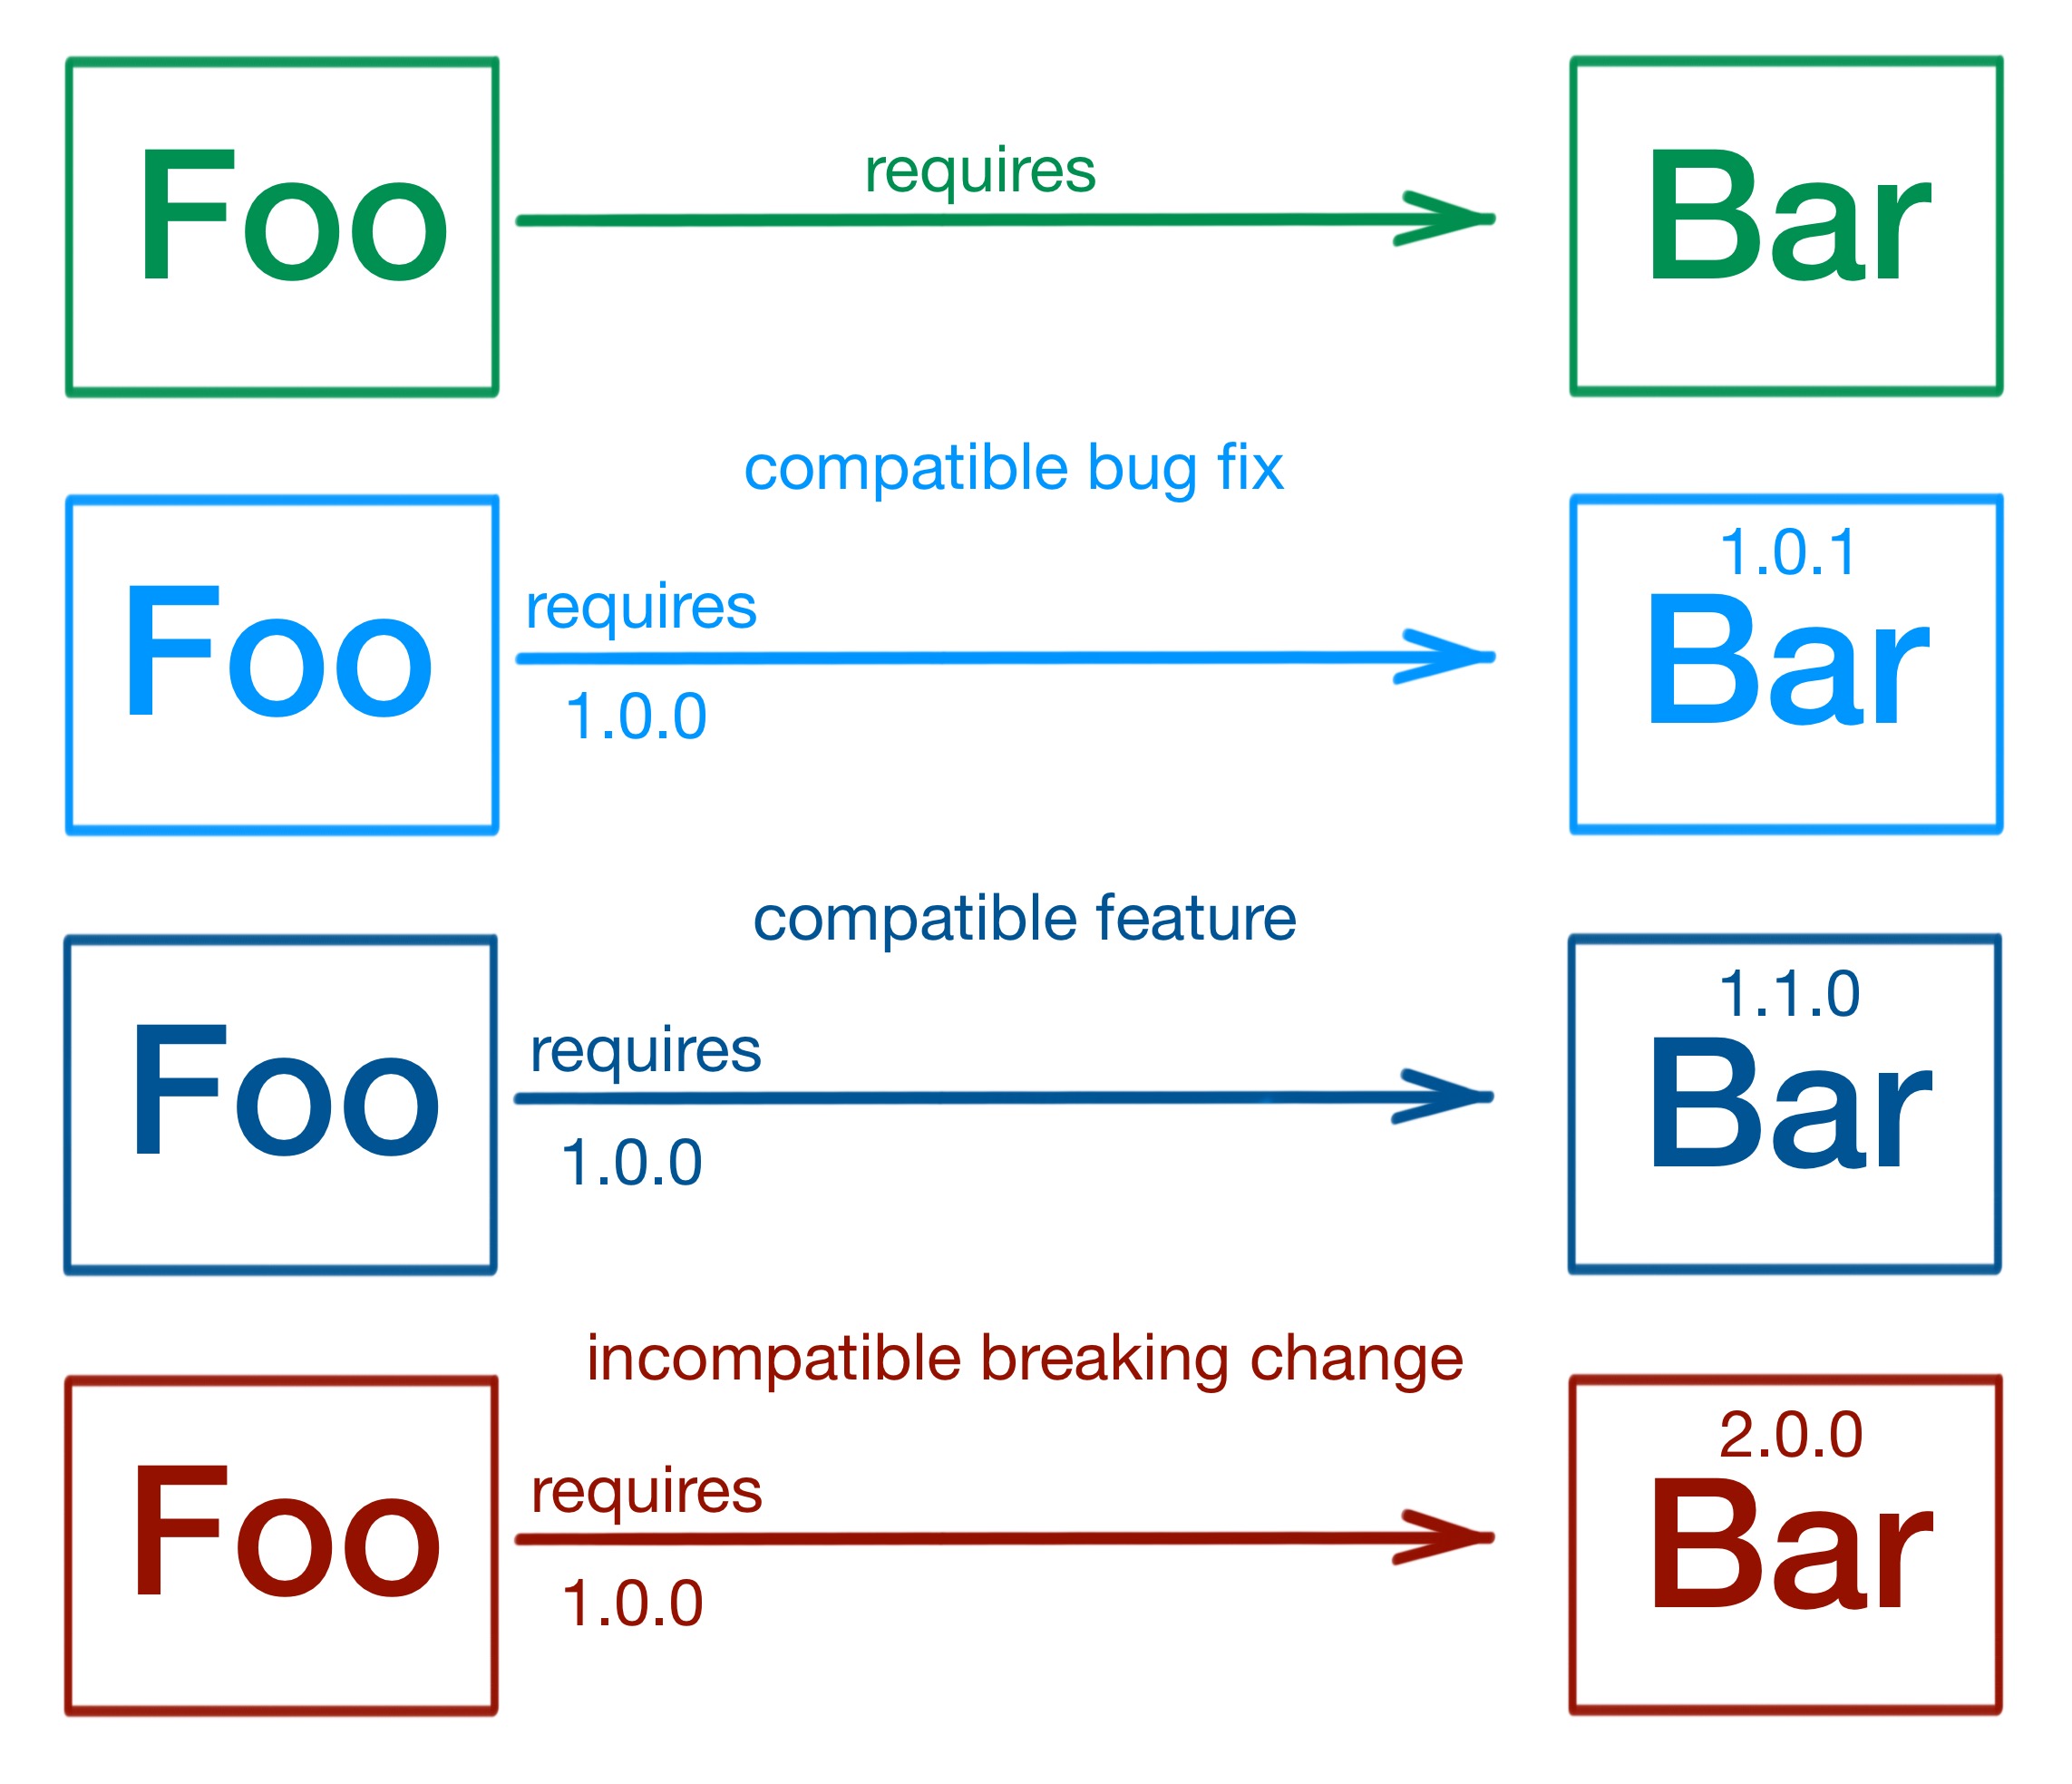 Foo requires Bar
compatible bug fix
1.0.1
Foo requires Bar
1.0.0
compatible feature
1.1.0
Foo requires Bar
1.0.0
incompatible breaking change
2.0.0
Foo requires Bar
1.0.0